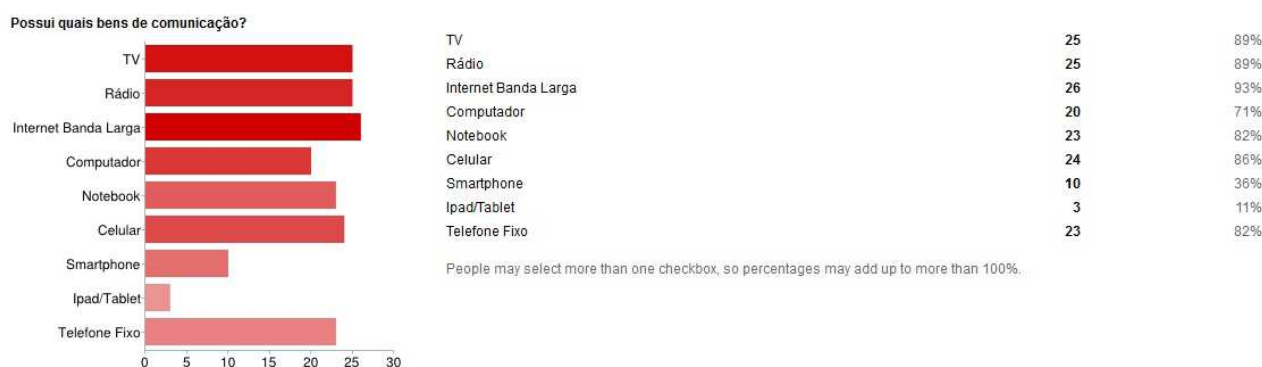 Possui quais bens de comunicação?
TV
Rádio
Internet Banda Larga
Computador
Notebook
Celular
Smartphone
Ipad/Tablet
Telefone Fixo
0 5 10 15 20 25 30
TV 25 89%
Rádio 25 89%
Internet Banda Larga 26 93%
Computador 20 71%
Notebook 23 82%
Celular 24 86%
Smartphone 10 36%
Ipad/Tablet 3 11%
Telefone Fixo 23 82%
People may select more than one checkbox, so percentages may add up to more than 100%.